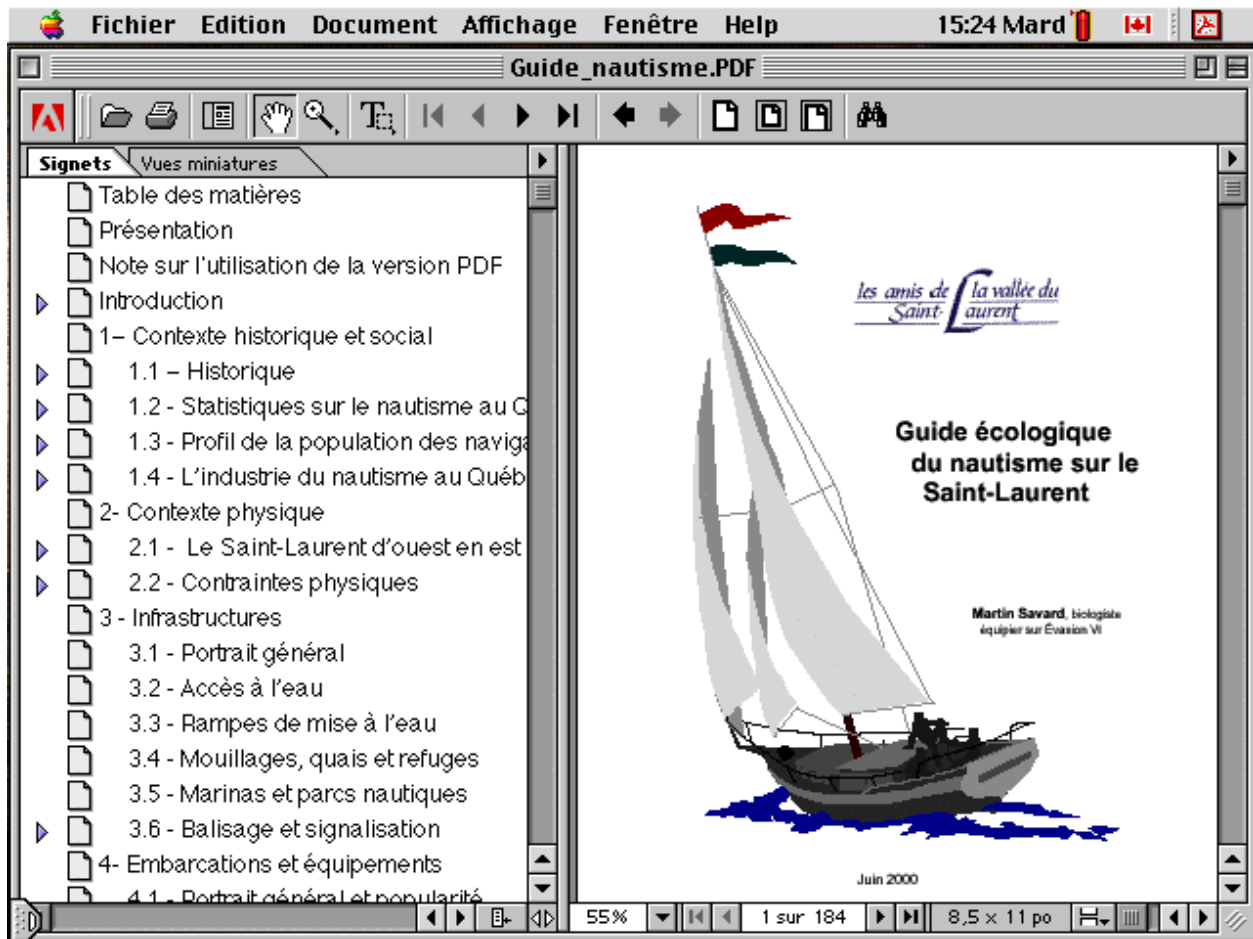 Fichier Edition Document Affichage Fenêtre Help 15:24 Mard
Guide_nautisme.PDF
Signets Vues miniatures
Table des matières
Présentation
Note sur l'utilisation de la version PDF
Introduction
1– Contexte historique et social
1.1 – Historique
1.2 - Statistiques sur le nautisme au Q
1.3 - Profil de la population des naviga
1.4 - L'industrie du nautisme au Québ
2- Contexte physique
2.1 - Le Saint-Laurent d'ouest en est
2.2 - Contraintes physiques
3 - Infrastructures
3.1 - Portrait général
3.2 - Accès à l'eau
3.3 - Rampes de mise à l'eau
3.4 - Mouillages, quais et refuges
3.5 - Marinas et parcs nautiques
3.6 - Balisage et signalisation
4- Embarcations et équipements
4.1 - Portrait général et popularité
les amis de la vallée du
Saint-Laurent
Guide écologique
du nautisme sur le
Saint-Laurent
Martin Savard, biologiste
équipier sur Évasion VI
Juin 2000
55% 1 sur 184 8,5 x 11 po